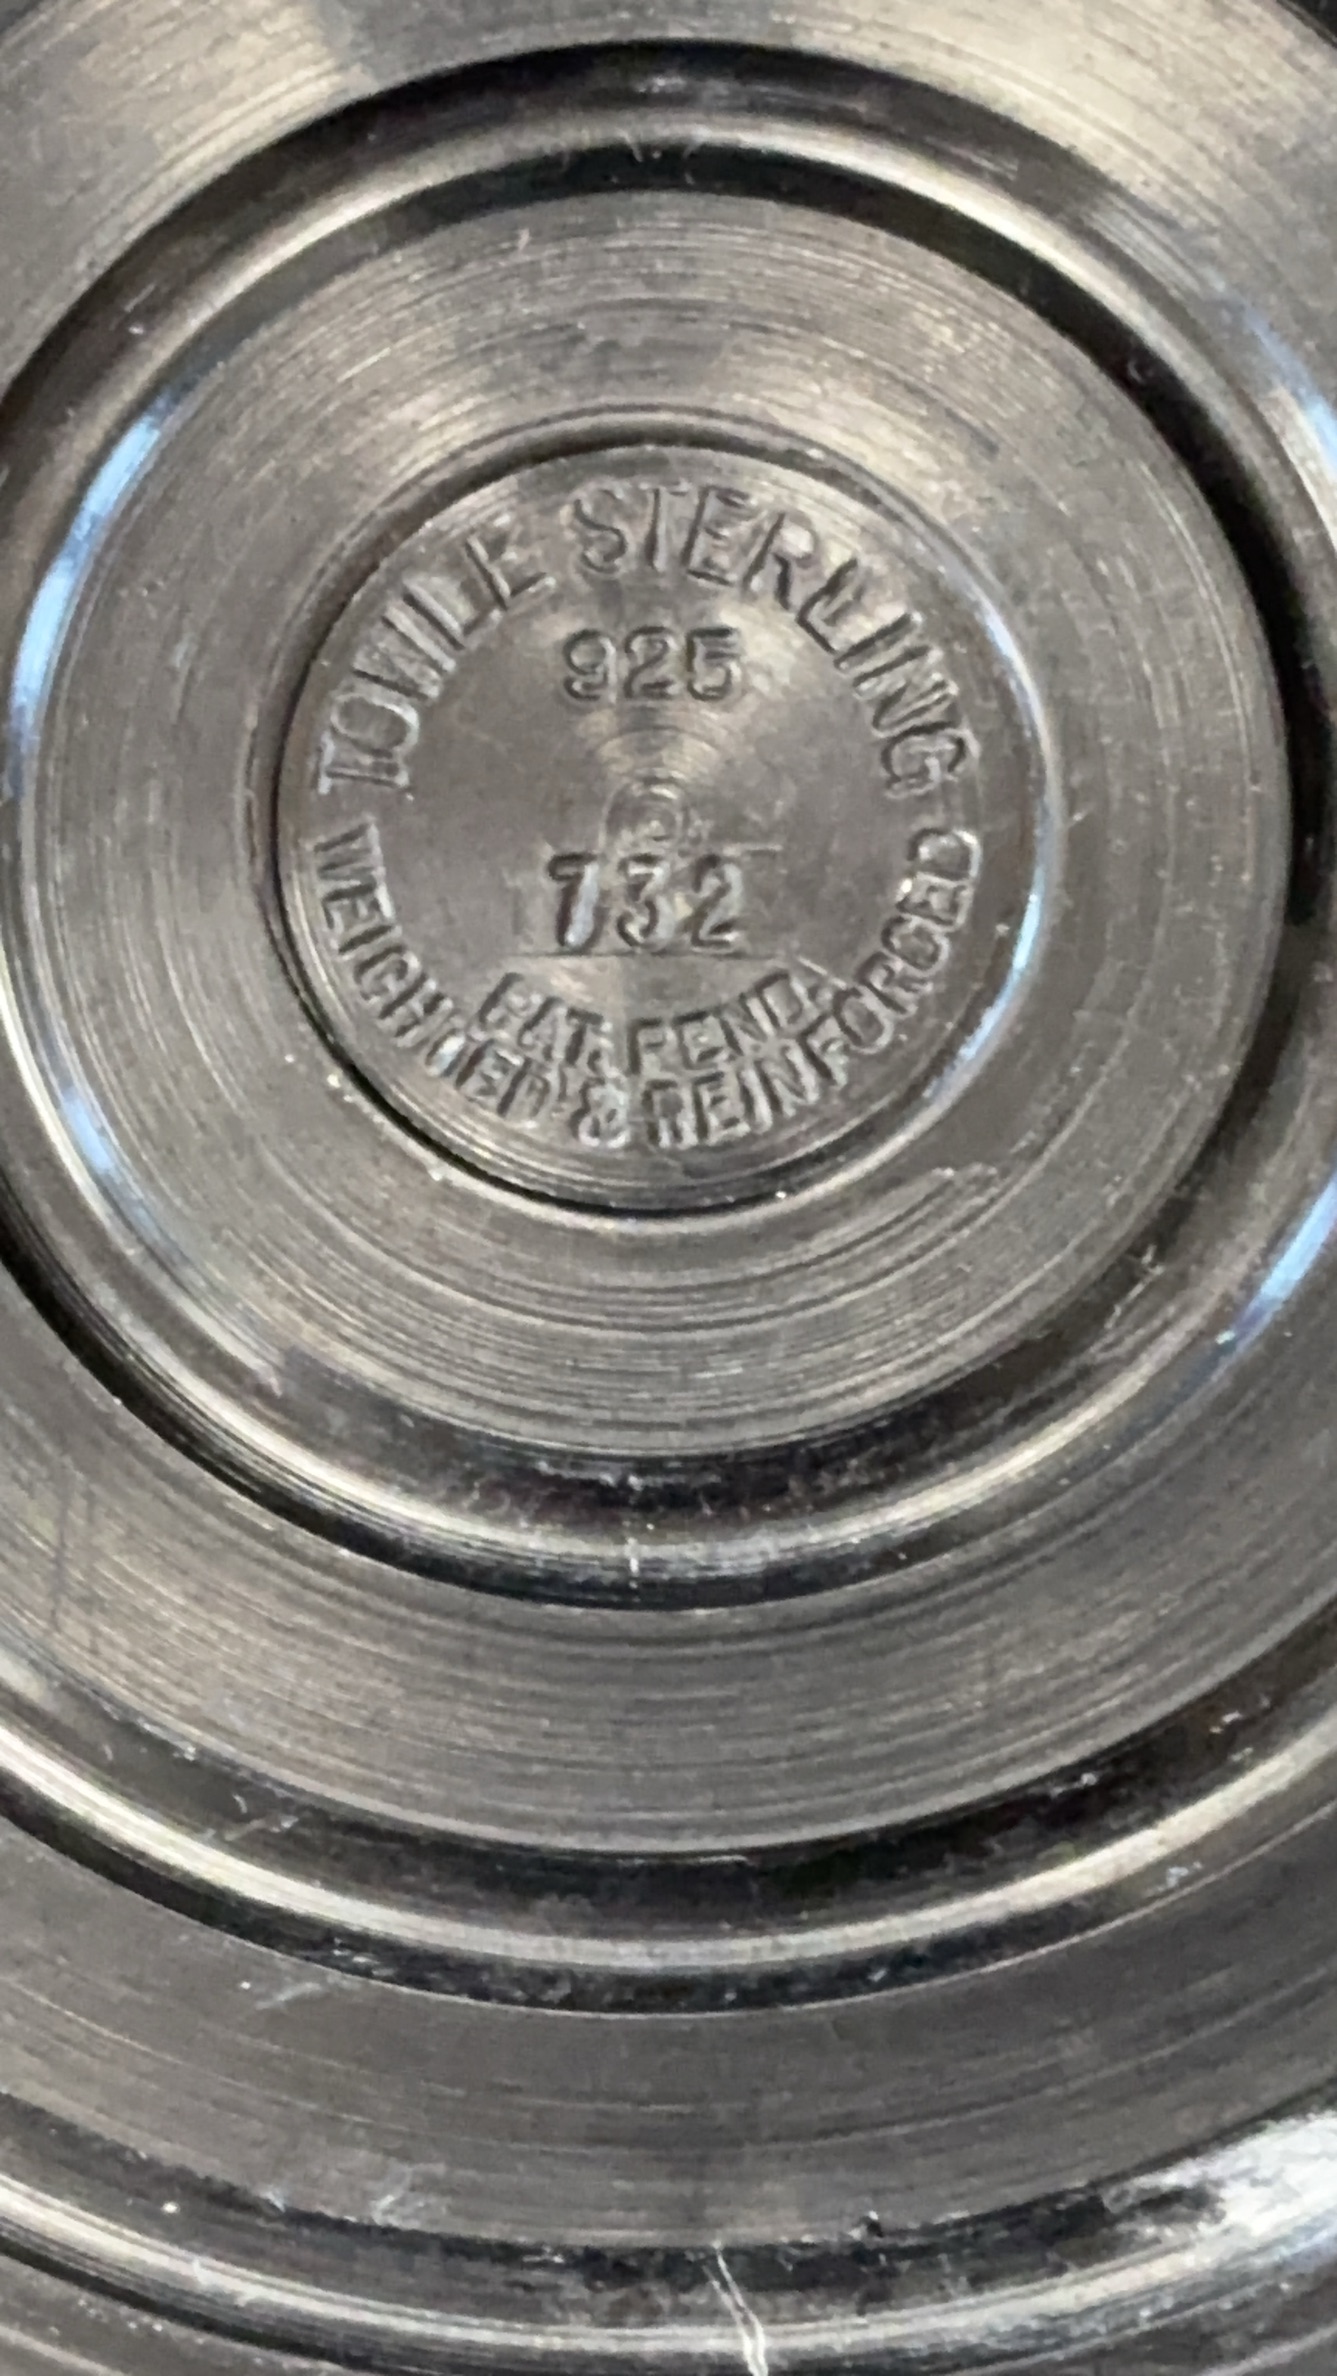 TOWLE STERLING
925
732
PAT. PEND.
WEIGHTED & REINFORCED